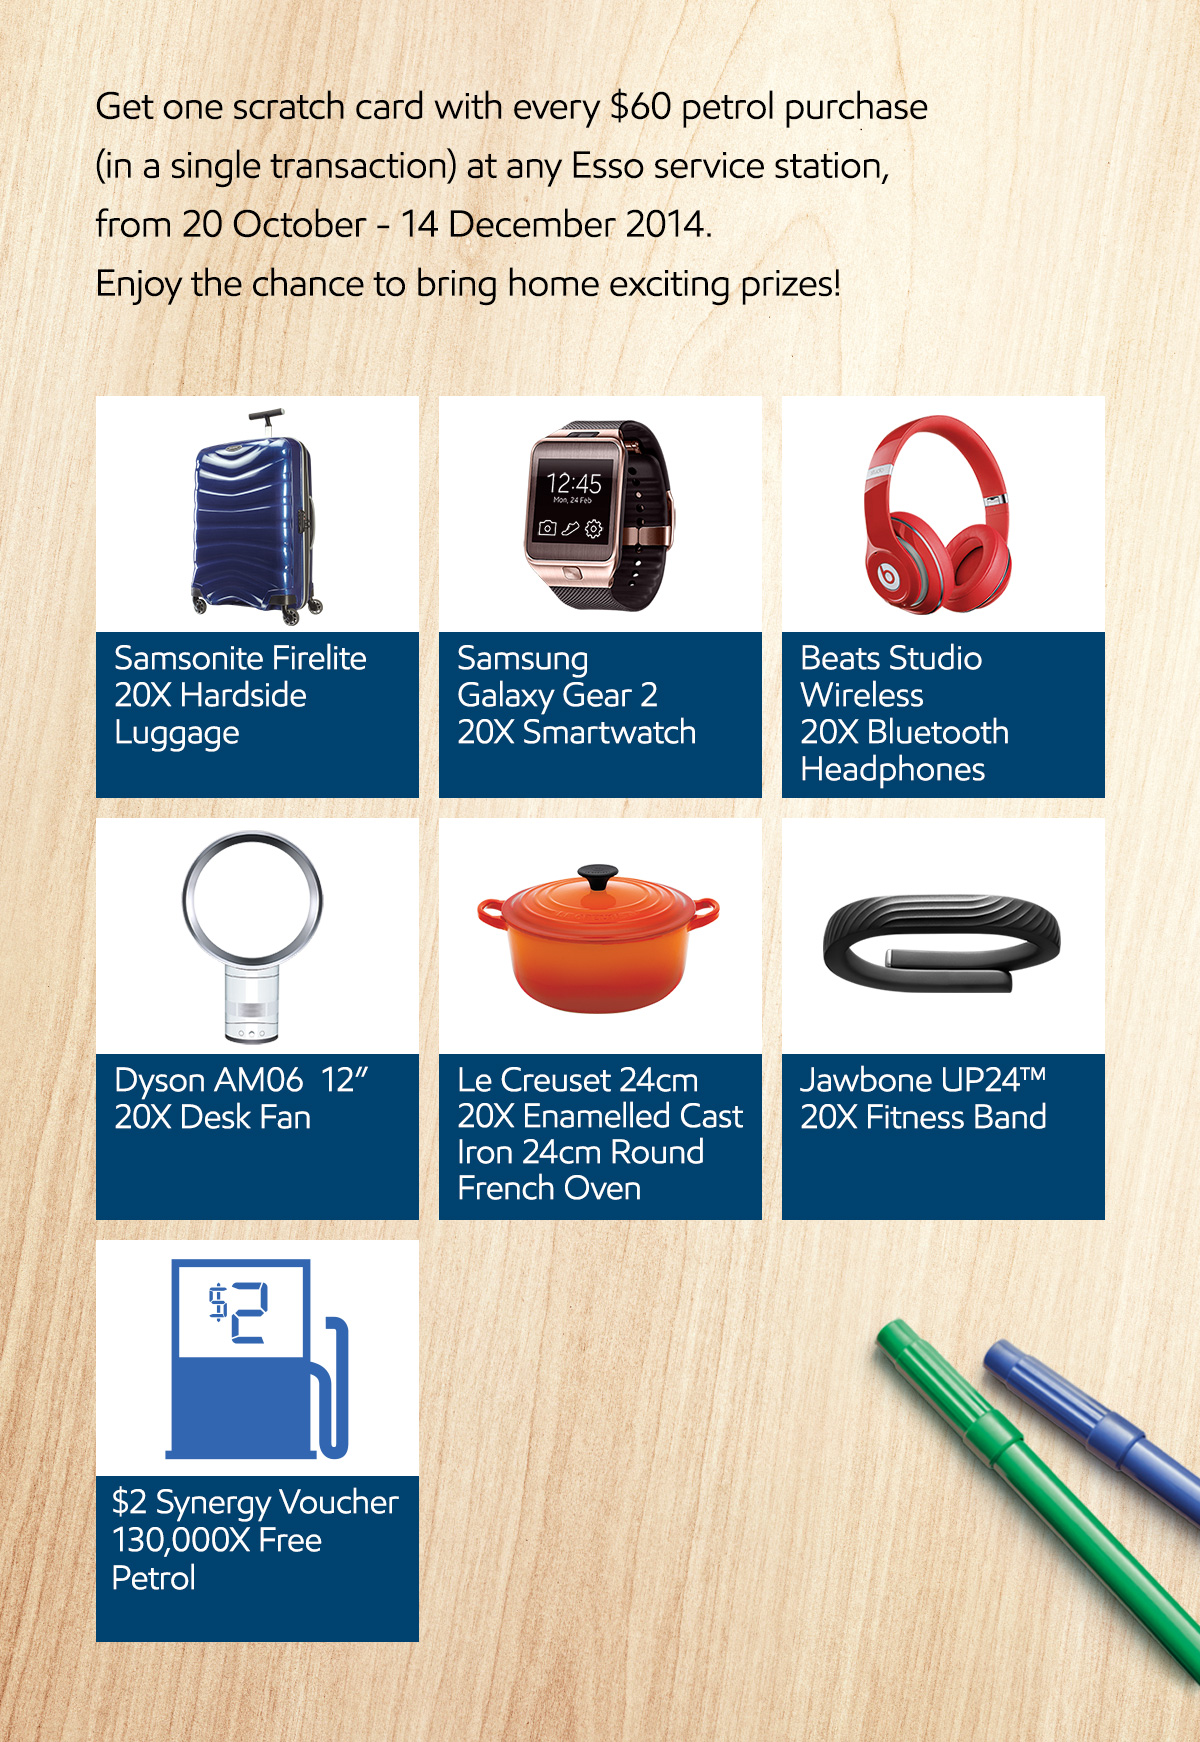 Get one scratch card with every $60 petrol purchase
(in a single transaction) at any Esso service station,
from 20 October - 14 December 2014.
Enjoy the chance to bring home exciting prizes!
12:45
Mon, 24 Feb
b
Samsonite Firelite
20X Hardside
Luggage
Samsung
Galaxy Gear 2
20X Smartwatch
Beats Studio
Wireless
20X Bluetooth
Headphones
Dyson AM06  12”
20X Desk Fan
Le Creuset 24cm
20X Enamelled Cast
Iron 24cm Round
French Oven
Jawbone UP24™
20X Fitness Band
$2
$2 Synergy Voucher
130,000X Free
Petrol